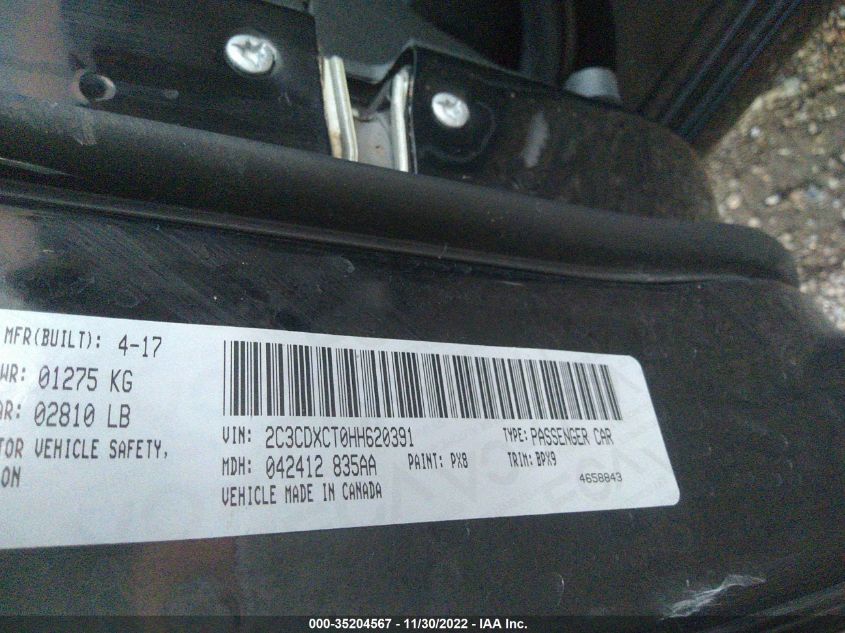 MFR(BUILT): 4-17
WR: 01275 KG
AR: 02810 LB
TOR VEHICLE SAFETY,
ON
VIN: 2C3CDXCT0HH620391 TYPE: PASSENGER CAR
MDH: 042412 835AA PAINT: PX8 TRIM: BPX9
VEHICLE MADE IN CANADA 4658843
000-35204567 - 11/30/2022 - IAA Inc.